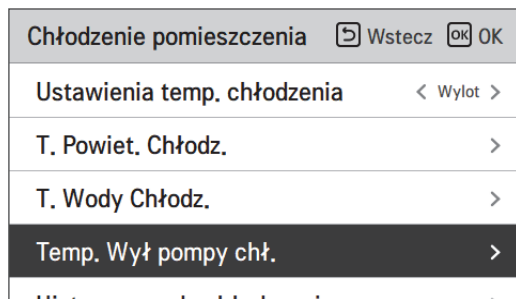 Chłodzenie pomieszczenia Wstecz OK OK
Ustawienia temp. chłodzenia < Wylot >
T. Powiet. Chłodz. >
T. Wody Chłodz. >
Temp. Wył pompy chł. >